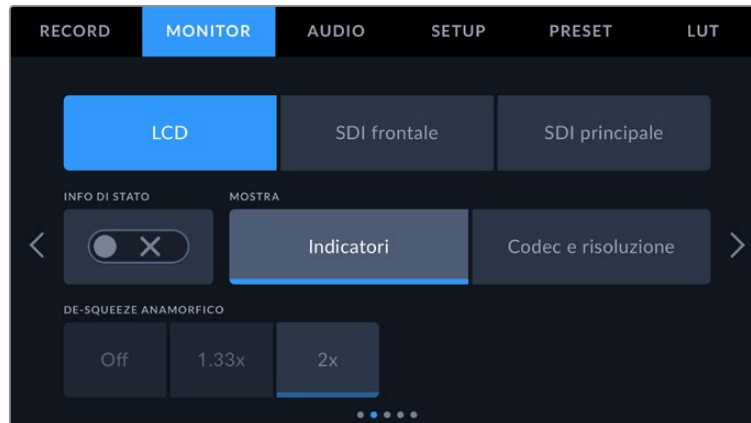 RECORD MONITOR AUDIO SETUP PRESET LUT
LCD SDI frontale SDI principale
INFO DI STATO MOSTRA
Indicatori Codec e risoluzione
DE-SQUEEZE ANAMORFICO
Off 1.33x 2x